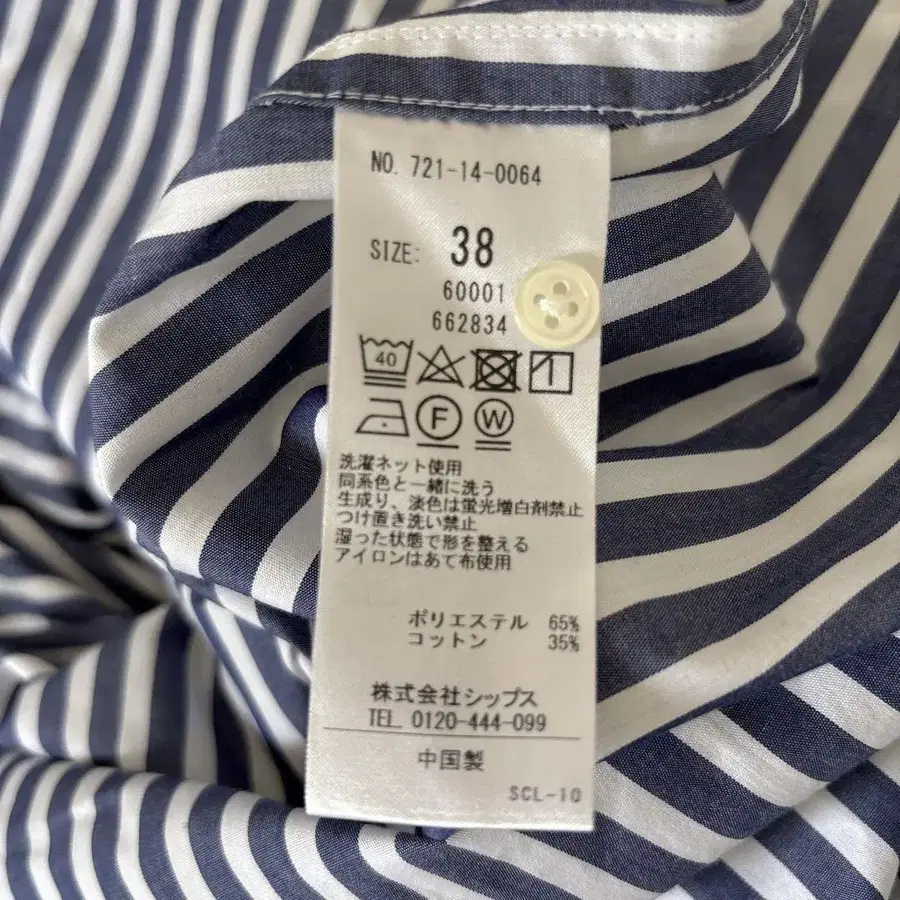 NO. 721-14-0064
SIZE: 38
60001
662834
40
F W
洗濯ネット使用
同系色と一緒に洗う
生成り、淡色は蛍光増白剤禁止
つけ置き洗い禁止
湿った状態で形を整える
アイロンはあて布使用
ポリエステル 65%
コットン 35%
株式会社シップス
TEL 0120-444-099
中国製
SCL-10